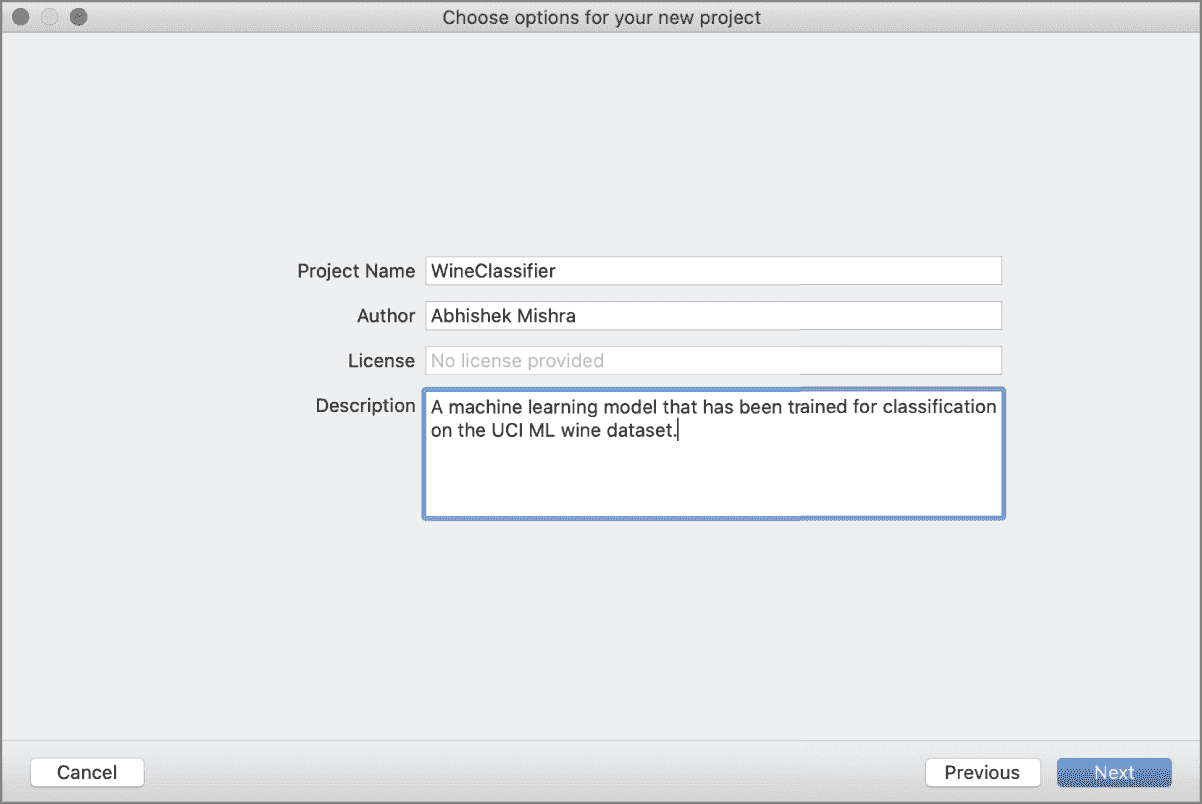 Choose options for your new project
Project Name WineClassifier
Author Abhishek Mishra
License No license provided
Description A machine learning model that has been trained for classification
on the UCI ML wine dataset.
Cancel Previous Next